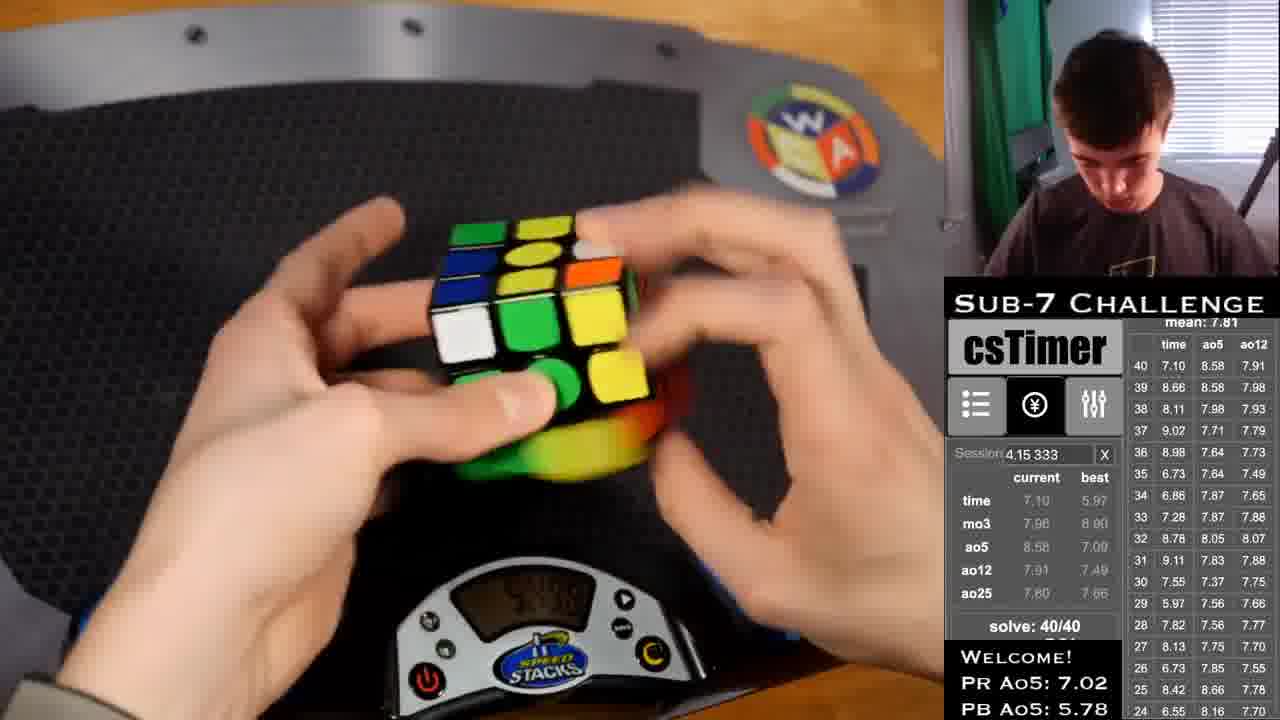 W
A
SUB-7 CHALLENGE
csTimer
mean: 7.81
time ao5 ao12
40 7.10 8.58 7.91
39 8.66 8.58 7.98
38 8.11 7.98 7.93
37 9.02 7.71 7.79
36 8.98 7.64 7.73
35 6.73 7.64 7.49
34 6.86 7.87 7.65
33 7.28 7.87 7.88
32 8.78 8.05 8.07
31 9.11 7.83 7.88
30 7.55 7.37 7.75
29 5.97 7.56 7.66
28 7.82 7.56 7.77
27 8.13 7.75 7.70
26 6.73 7.85 7.55
25 8.42 8.66 7.78
24 6.55 8.16 7.70
Session 4.15 333 X
current best
time 7.10 5.97
mo3 7.96
ao5 8.58 7.09
ao12 7.91 7.49
ao25 7.80 7.66
solve: 40/40
WELCOME!
PR AO5: 7.02
PB AO5: 5.78
SPEED
STACKS